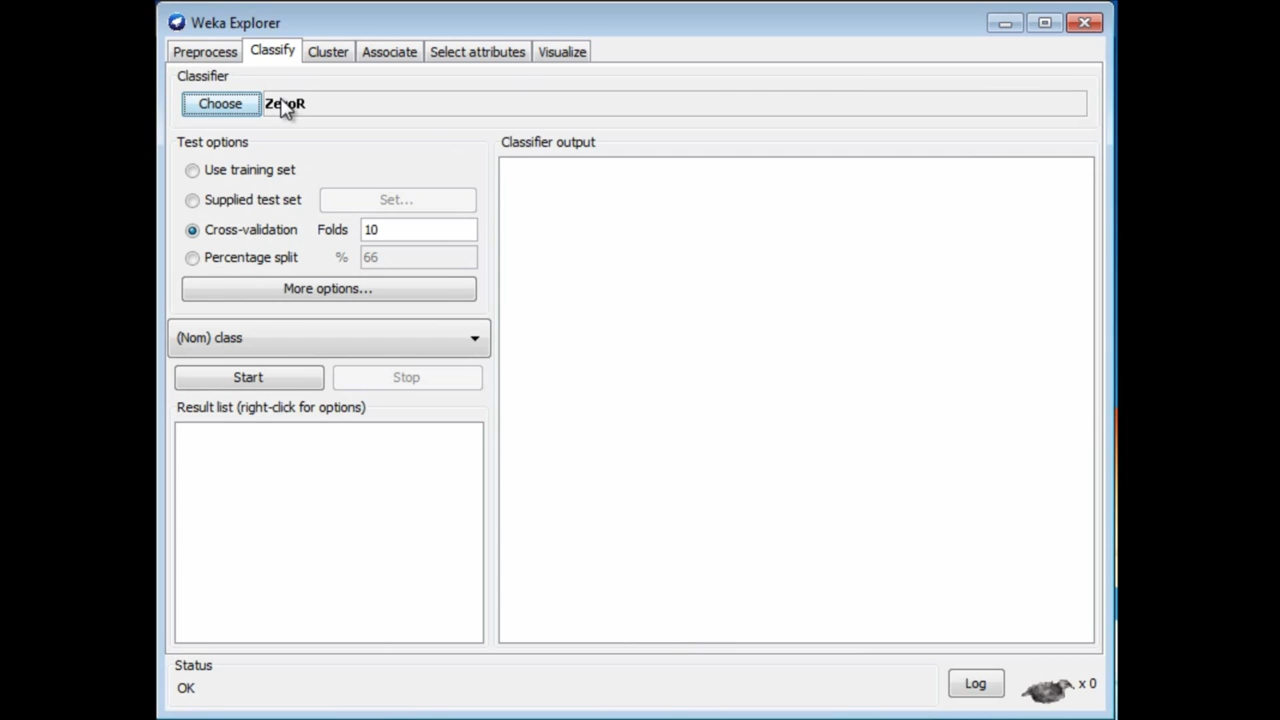 Weka Explorer
Preprocess Classify Cluster Associate Select attributes Visualize
Classifier
Choose ZeroR
Test options
Classifier output
Use training set
Supplied test set Set...
Cross-validation Folds 10
Percentage split % 66
More options...
(Nom) class
Start Stop
Result list (right-click for options)
Status
OK
Log x 0